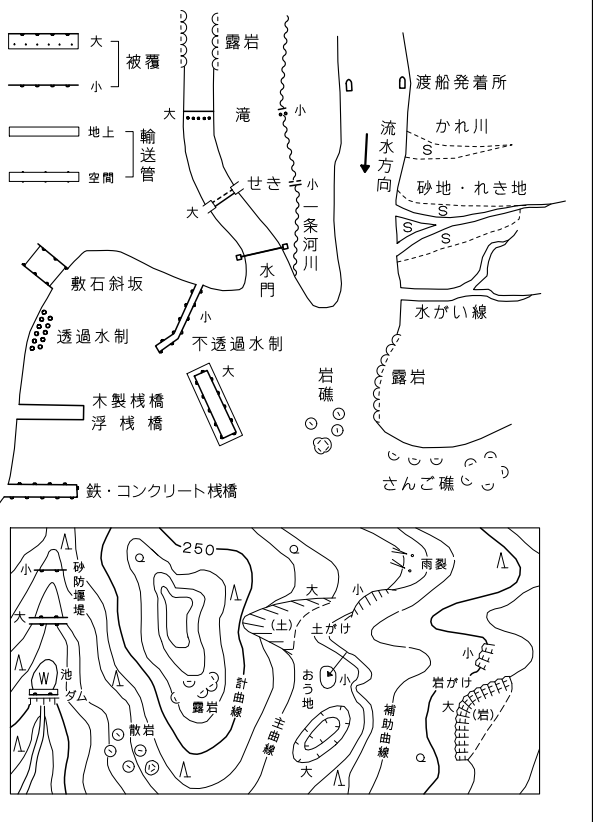 大
被覆
小
地上
輸送管
空間
露岩
大
滝
小
せき
小
大
一条河川
水門
渡船発着所
流水方向
かれ川
S
砂地・れき地
S
S
S
水がい線
敷石斜坂
透過水制
小
不透過水制
大
岩礁
露岩
木製桟橋
浮桟橋
鉄・コンクリート桟橋
さんご礁
250
小
砂防堰堤
大
W
池
ダム
露岩
散岩
計曲線
大
小
雨裂
(土)
土がけ
おう地
小
主曲線
大
補助曲線
小
岩がけ
大
(岩)